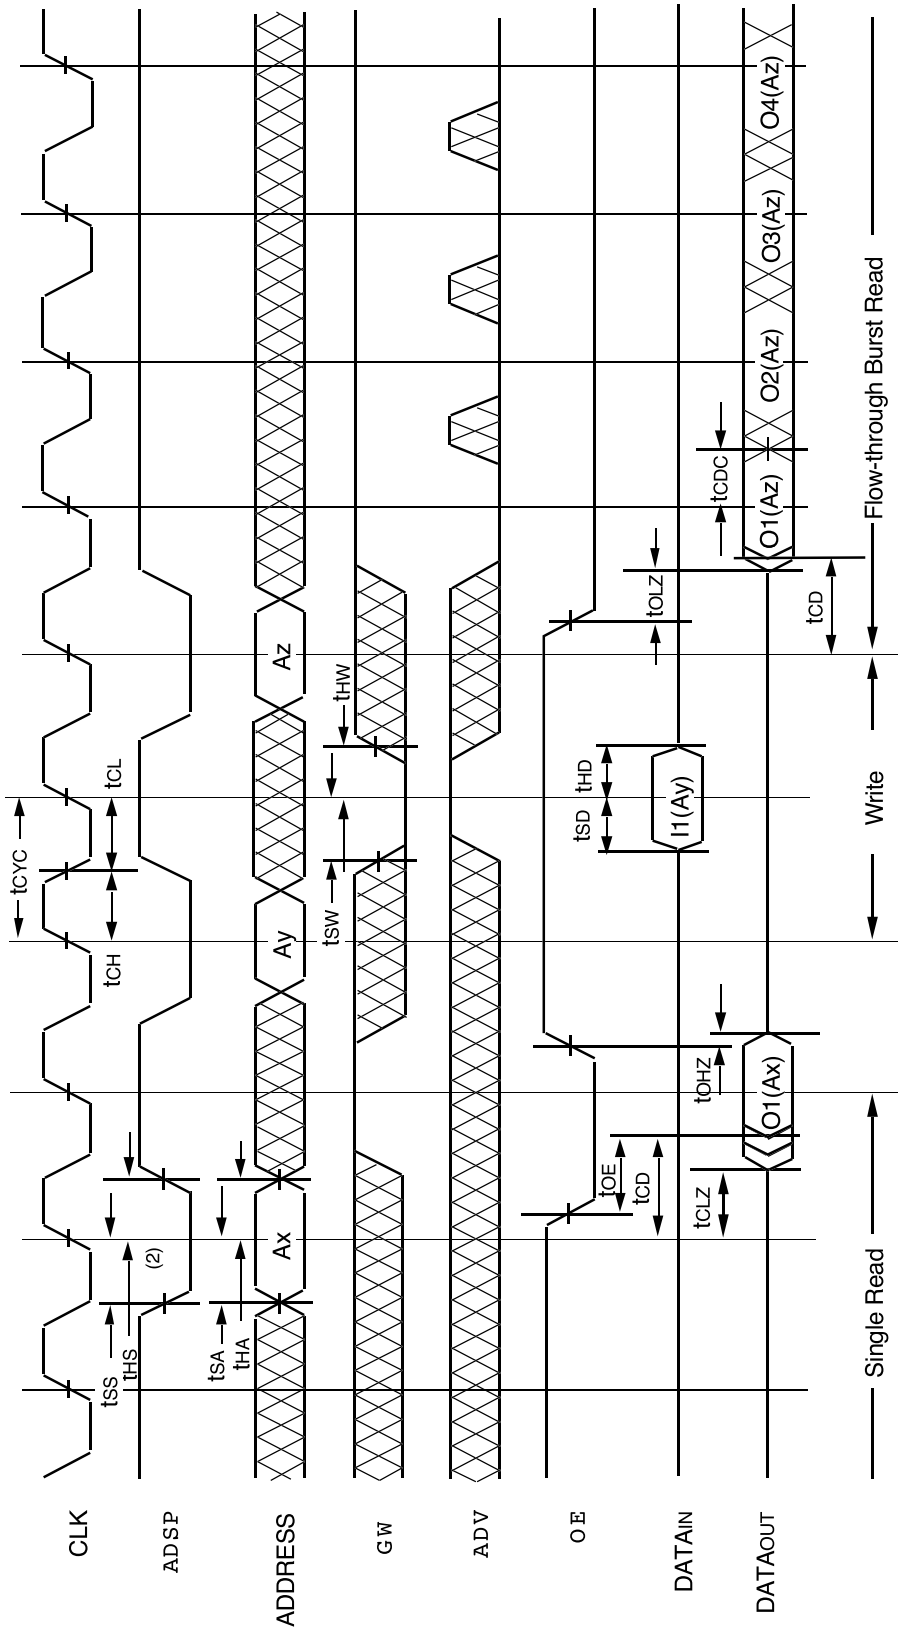 CLK
tCYC
tCH
tCL
ADSP
tSS
tHS
(2)
ADDRESS
tSA
tHA
Ax
Ay
Az
GW
tSW
tHW
ADV
OE
tOE
tCD
tOHZ
tOLZ
DATAIN
tSD
tHD
I1(Ay)
DATAOUT
tCLZ
O1(Ax)
tCD
tCDC
O1(Az)
O2(Az)
O3(Az)
O4(Az)
Single Read
Write
Flow-through Burst Read